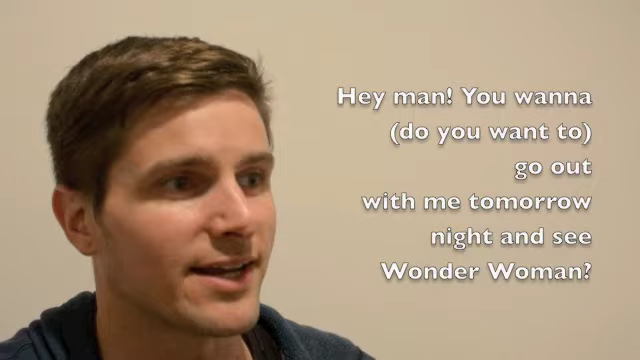 Hey man! You wanna
(do you want to)
go out
with me tomorrow
night and see
Wonder Woman?